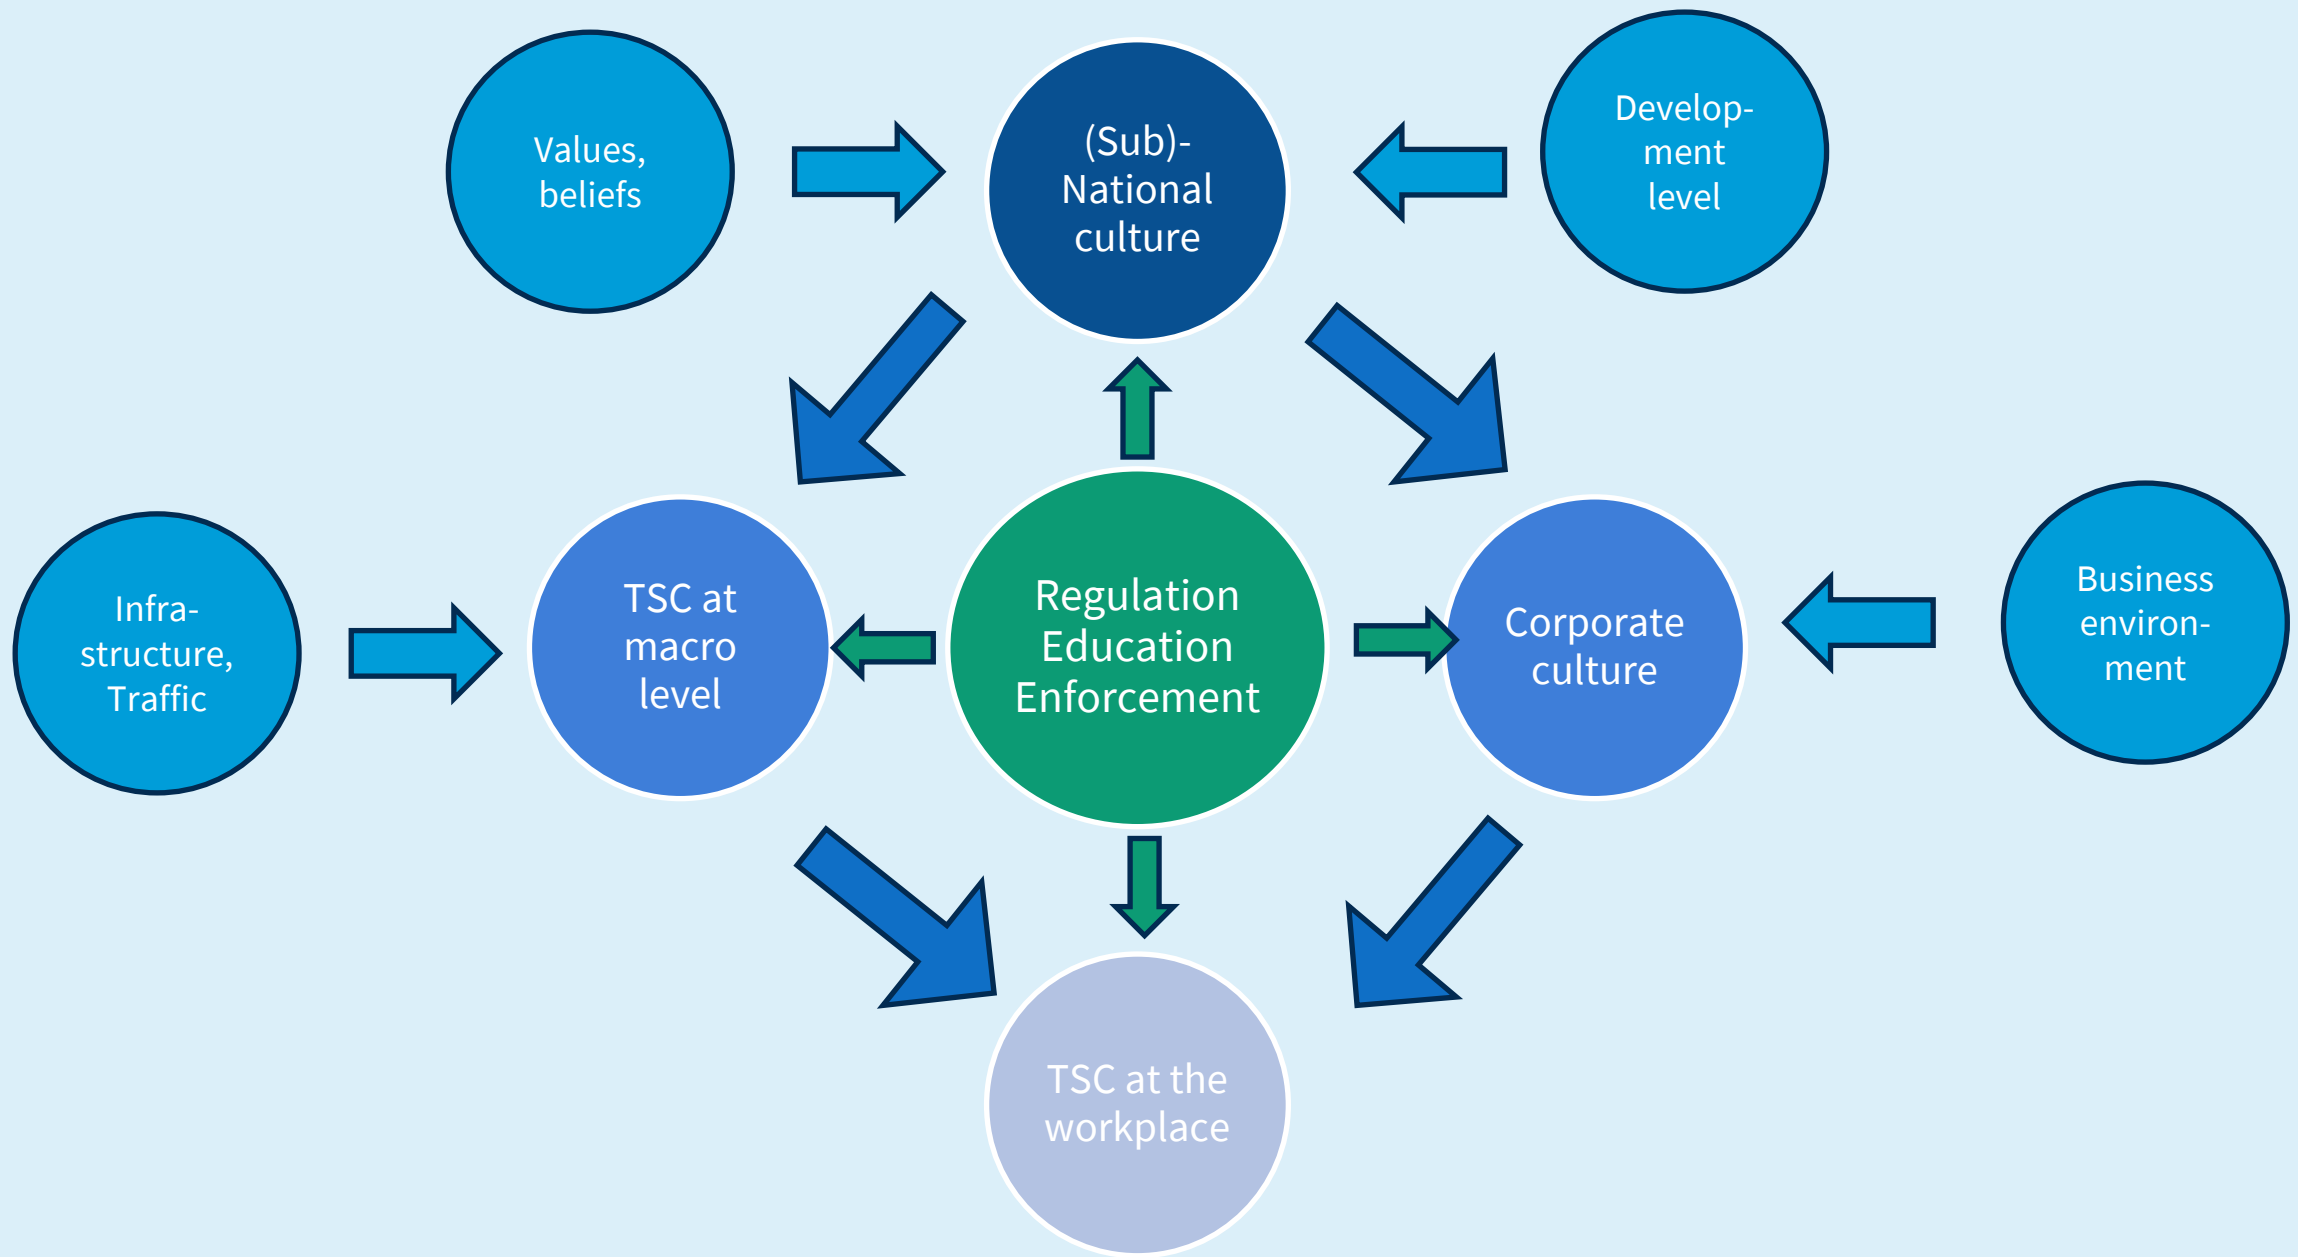 Values,
beliefs
(Sub)-
National
culture
Develop-
ment
level
Infra-
structure,
Traffic
TSC at
macro
level
Regulation
Education
Enforcement
Corporate
culture
Business
environ-
ment
TSC at the
workplace